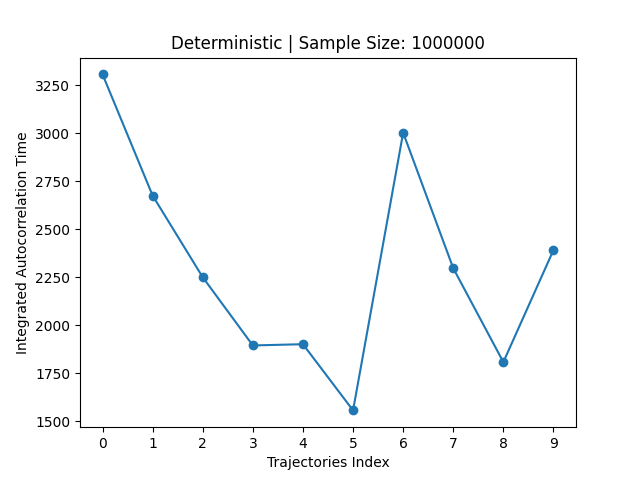 Deterministic | Sample Size: 1000000
Integrated Autocorrelation Time
3250
3000
2750
2500
2250
2000
1750
1500
0 1 2 3 4 5 6 7 8 9
Trajectories Index